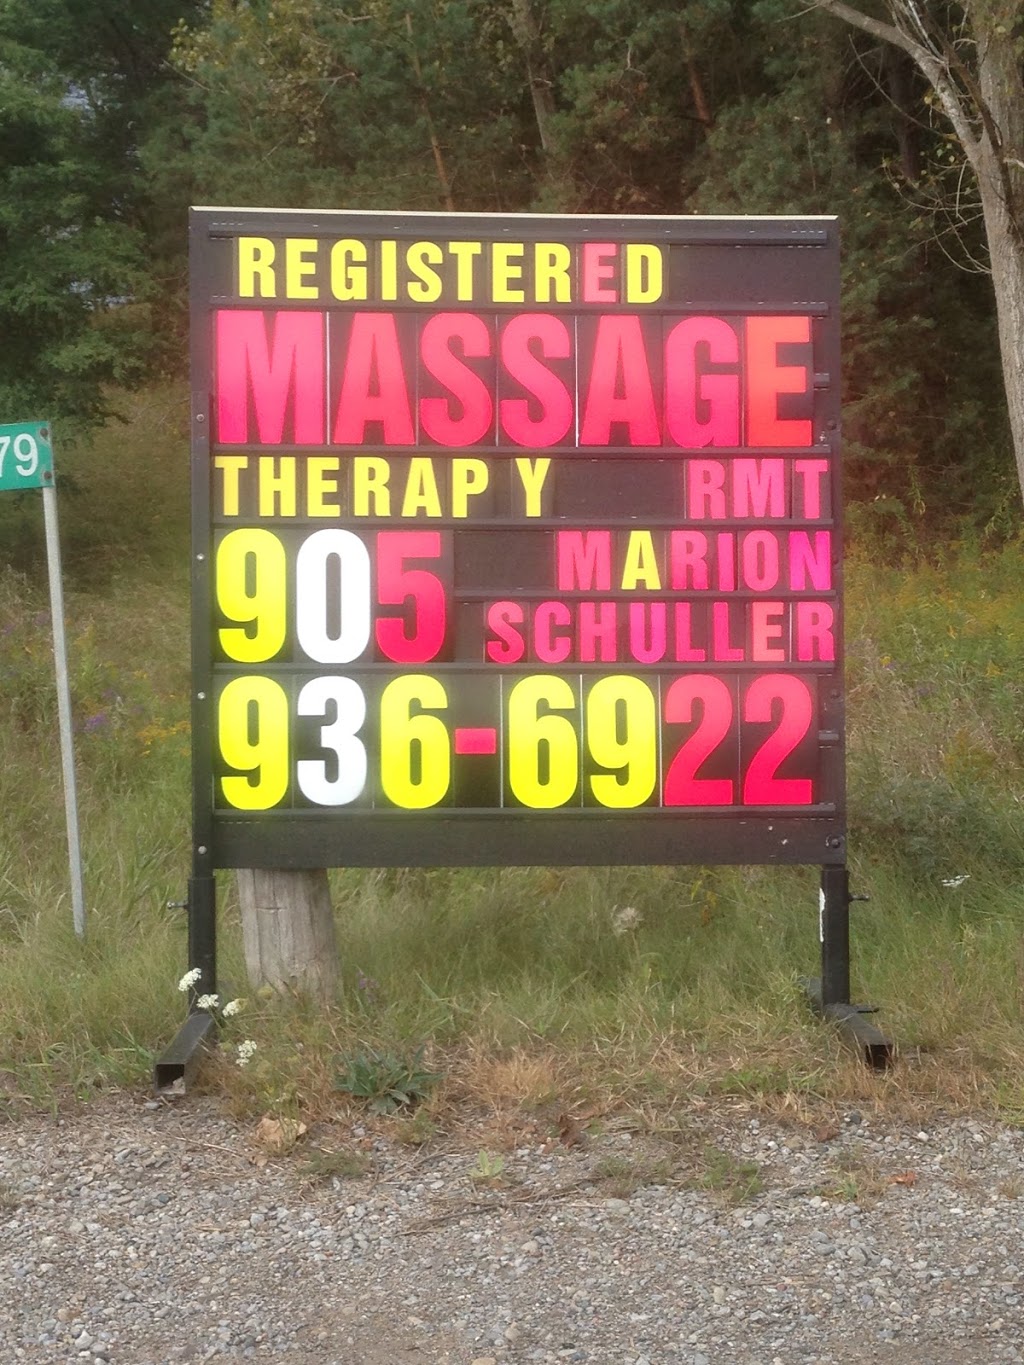 REGISTERED
MASSAGE
THERAPY RMT
905 MARION
SCHULLER
936-6922
79